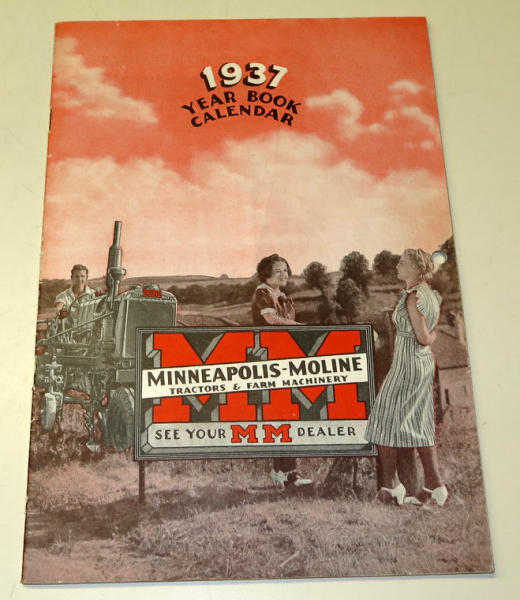 1937
YEAR BOOK
CALENDAR
MM
MINNEAPOLIS-MOLINE
TRACTORS & FARM MACHINERY
SEE YOUR MM DEALER